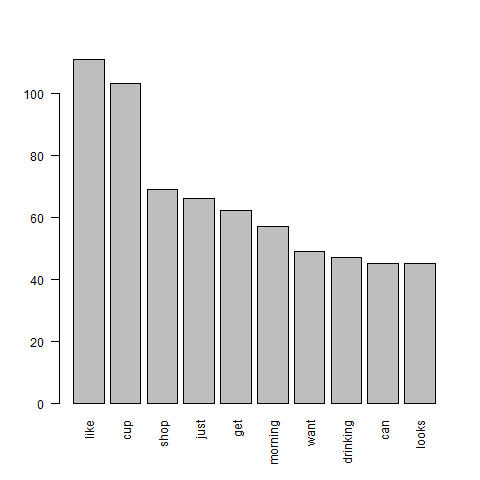 100
80
60
40
20
0
like
cup
shop
just
get
morning
want
drinking
can
looks